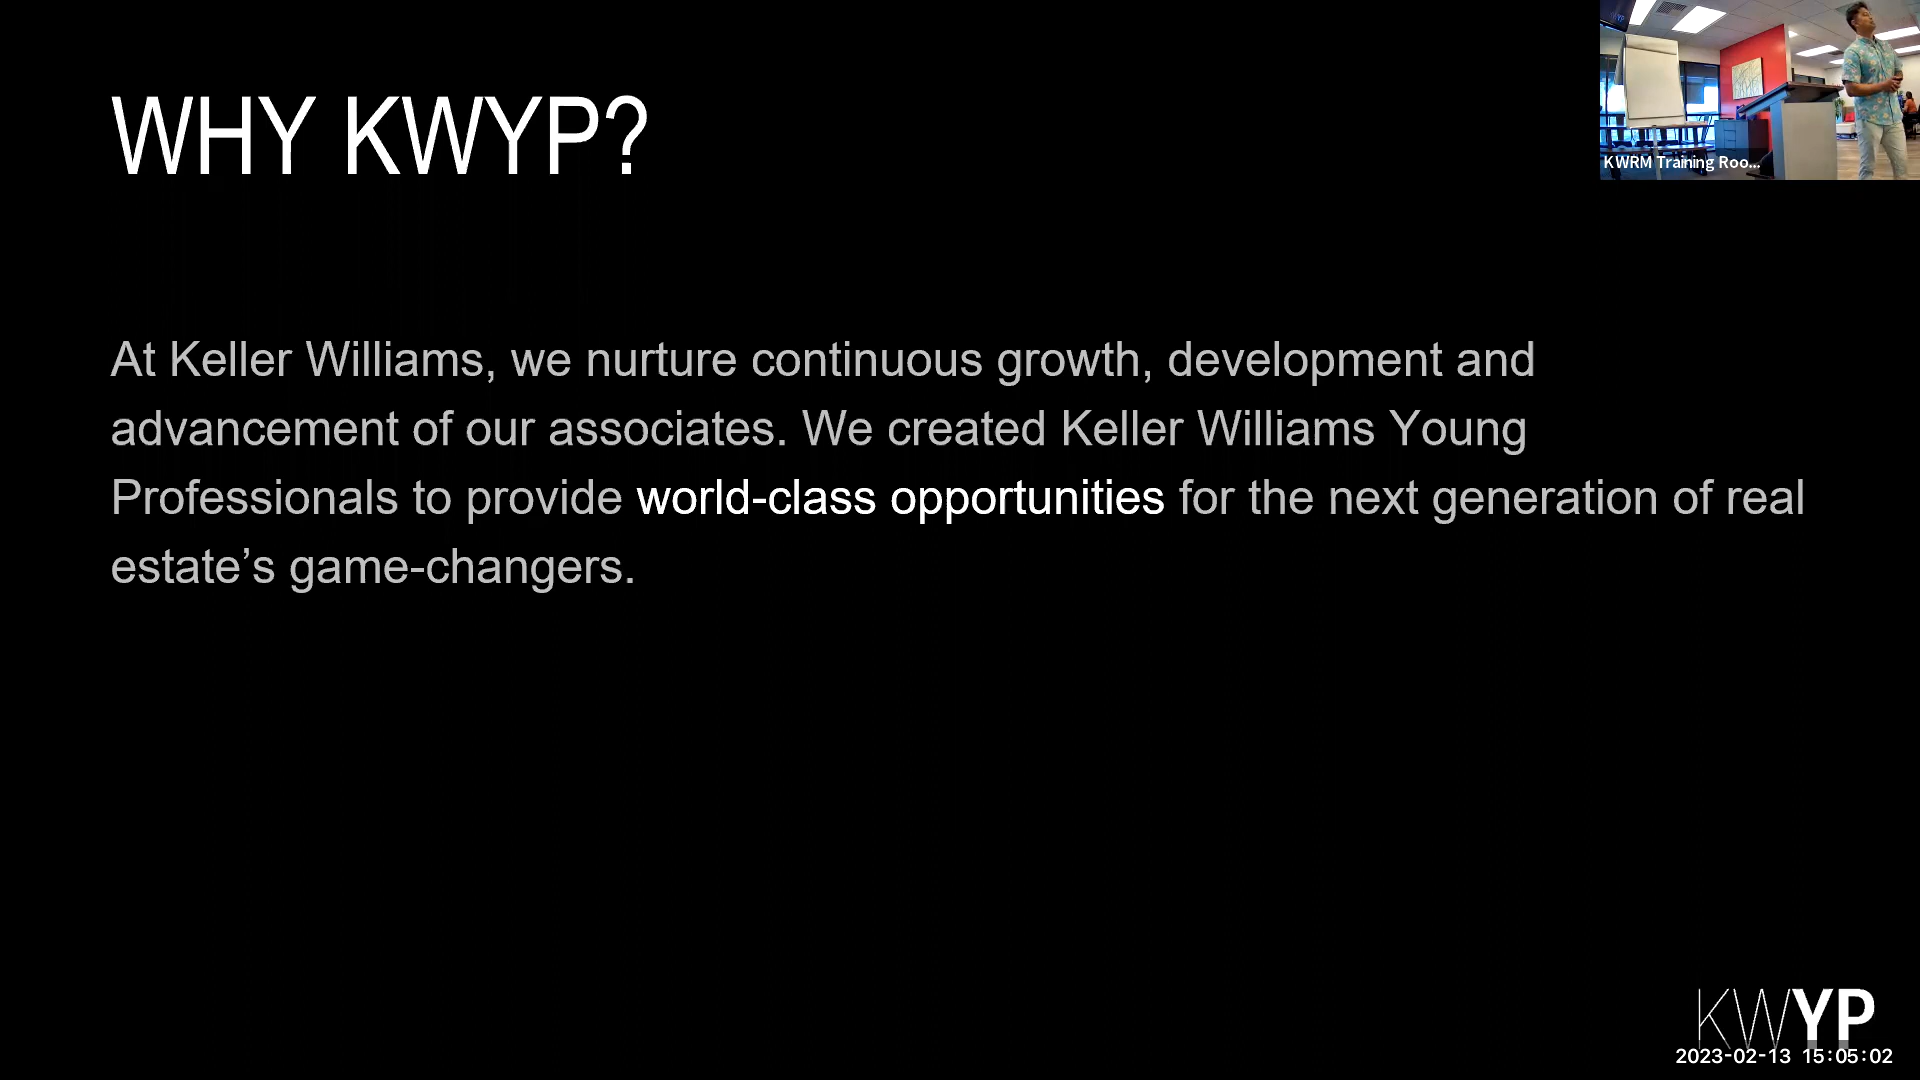 WHY KWYP?
KWRM Training Roo...
At Keller Williams, we nurture continuous growth, development and
advancement of our associates. We created Keller Williams Young
Professionals to provide world-class opportunities for the next generation of real
estate’s game-changers.
KWYP
2023-02-13 15:05:02